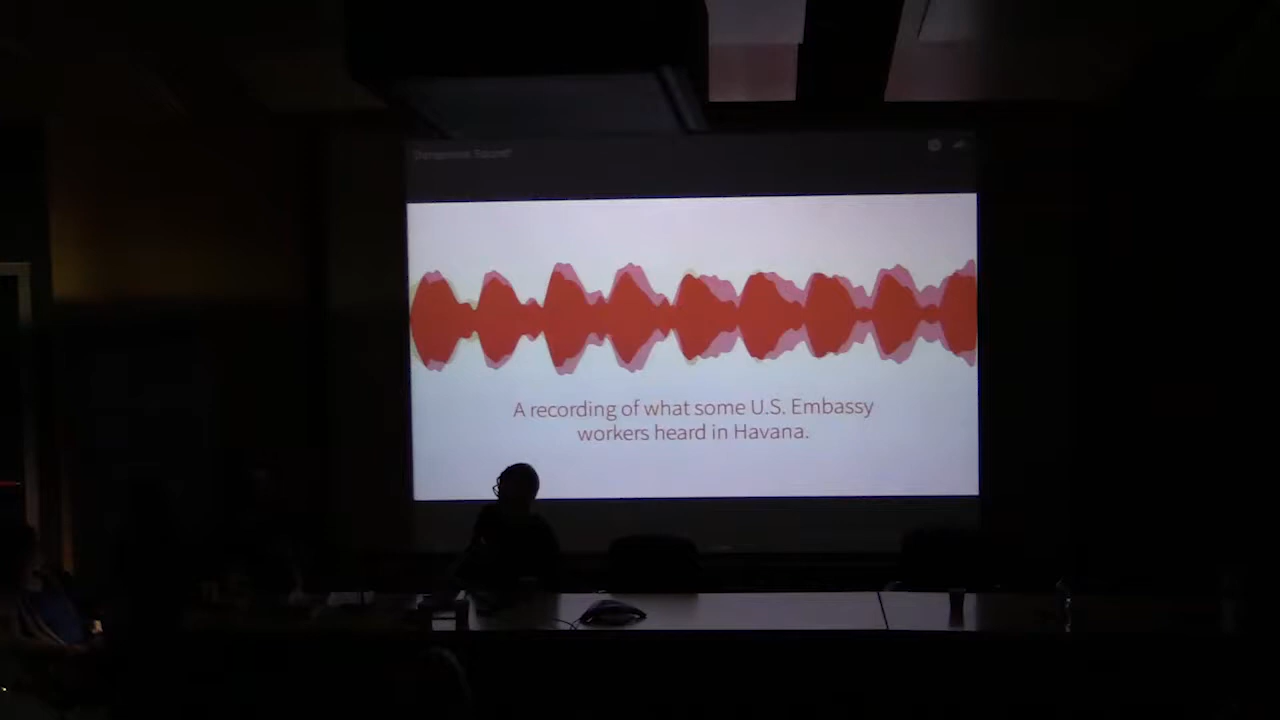 A recording of what some U.S. Embassy
workers heard in Havana.